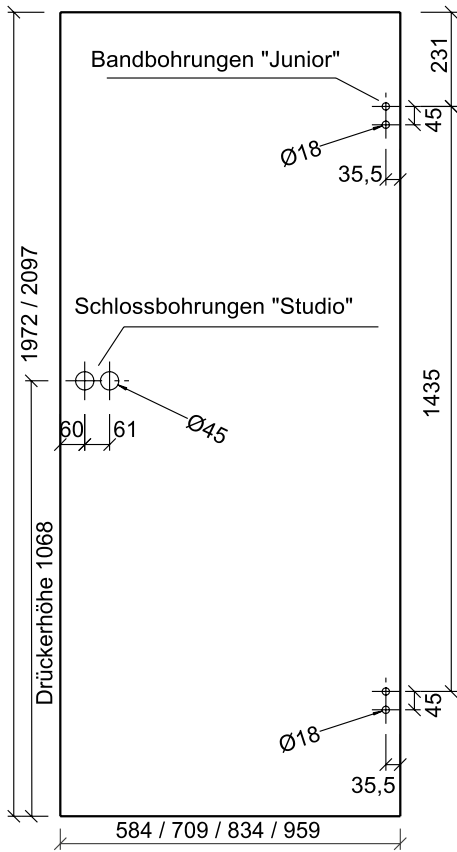 231
Bandbohrungen "Junior"
45
Ø18
35,5
1972 / 2097
Schlossbohrungen "Studio"
1435
60
61
Ø45
Drückerhöhe 1068
45
Ø18
35,5
584 / 709 / 834 / 959